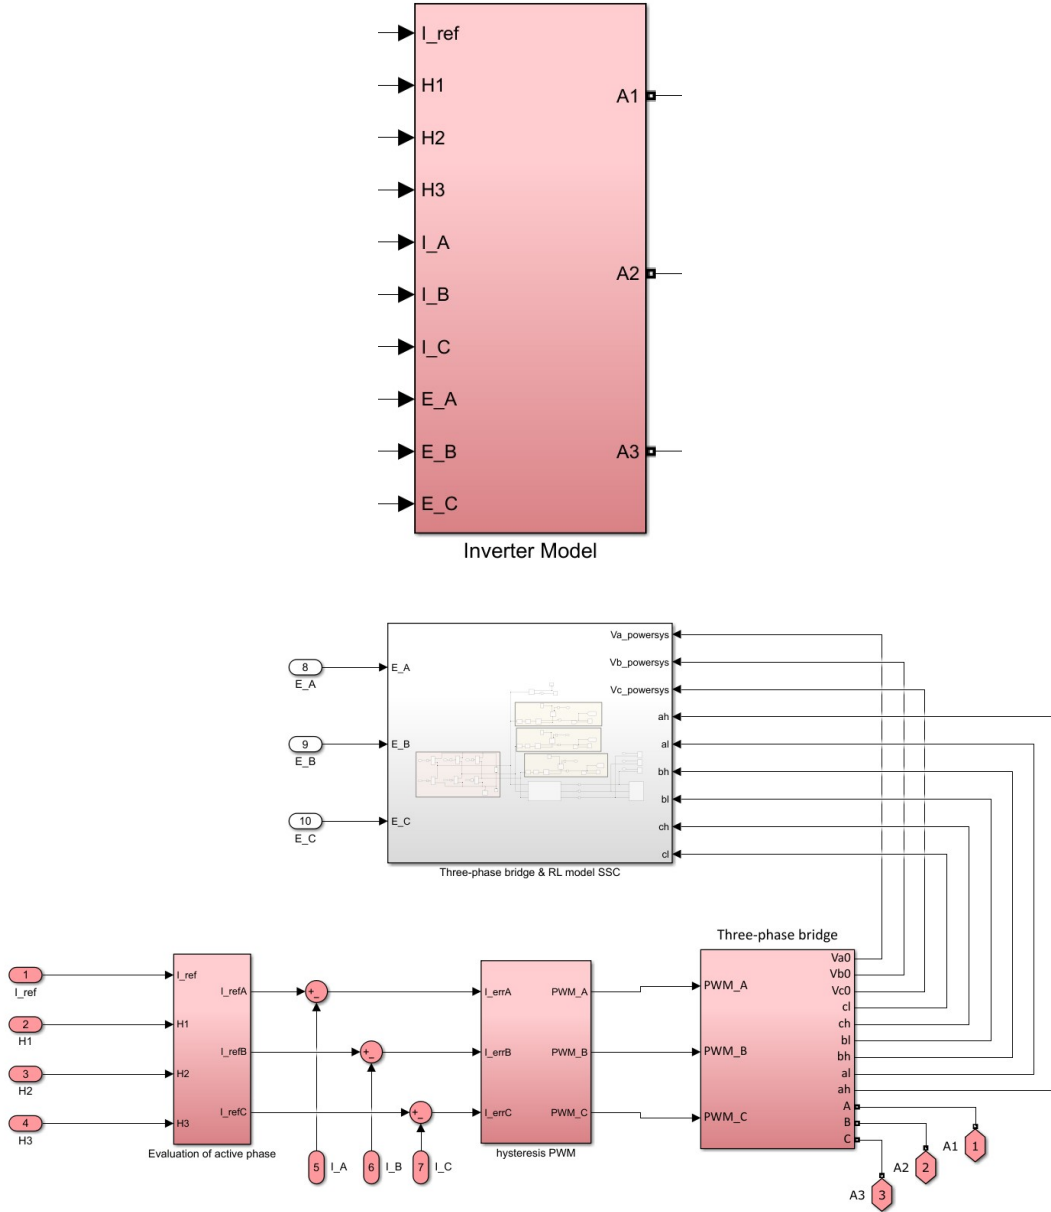 I_ref
H1
H2
H3
I_A
I_B
I_C
E_A
E_B
E_C
A1
A2
A3
Inverter Model
8
E_A
9
E_B
10
E_C
E_A
E_B
E_C
Va_powersys
Vb_powersys
Vc_powersys
ah
al
bh
bl
ch
cl
Three-phase bridge & RL model SSC
1
I_ref
2
H1
3
H2
4
H3
I_ref
H1
H2
H3
I_refA
I_refB
I_refC
Evaluation of active phase
+
-
+
-
+
-
5
I_A
6
I_B
7
I_C
I_errA
I_errB
I_errC
PWM_A
PWM_B
PWM_C
hysteresis PWM
Three-phase bridge
PWM_A
PWM_B
PWM_C
Va0
Vb0
Vc0
cl
ch
bl
bh
al
ah
A
B
C
A1
1
A2
2
A3
3